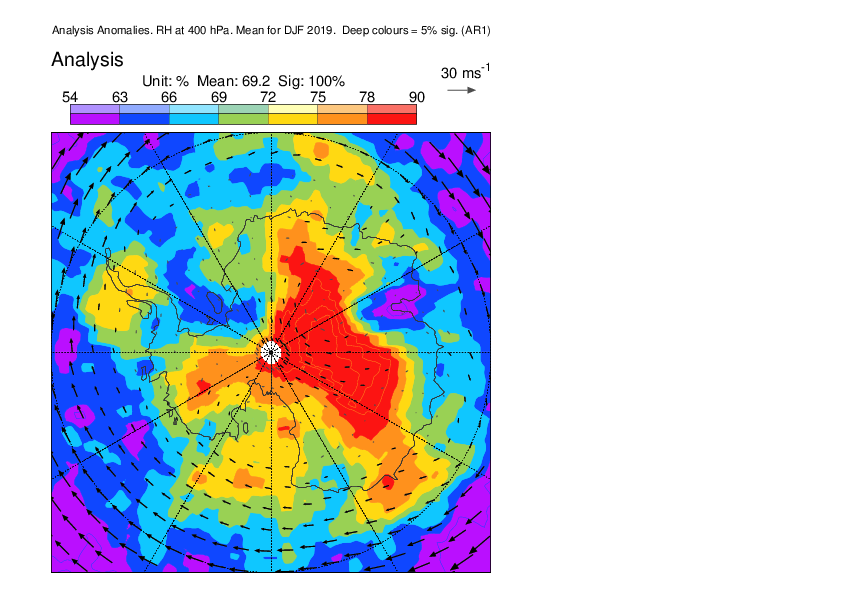 Analysis Anomalies. RH at 400 hPa. Mean for DJF 2019.  Deep colours = 5% sig. (AR1)
Analysis
30 ms-1
Unit: %  Mean: 69.2  Sig: 100%
54 63 66 69 72 75 78 90